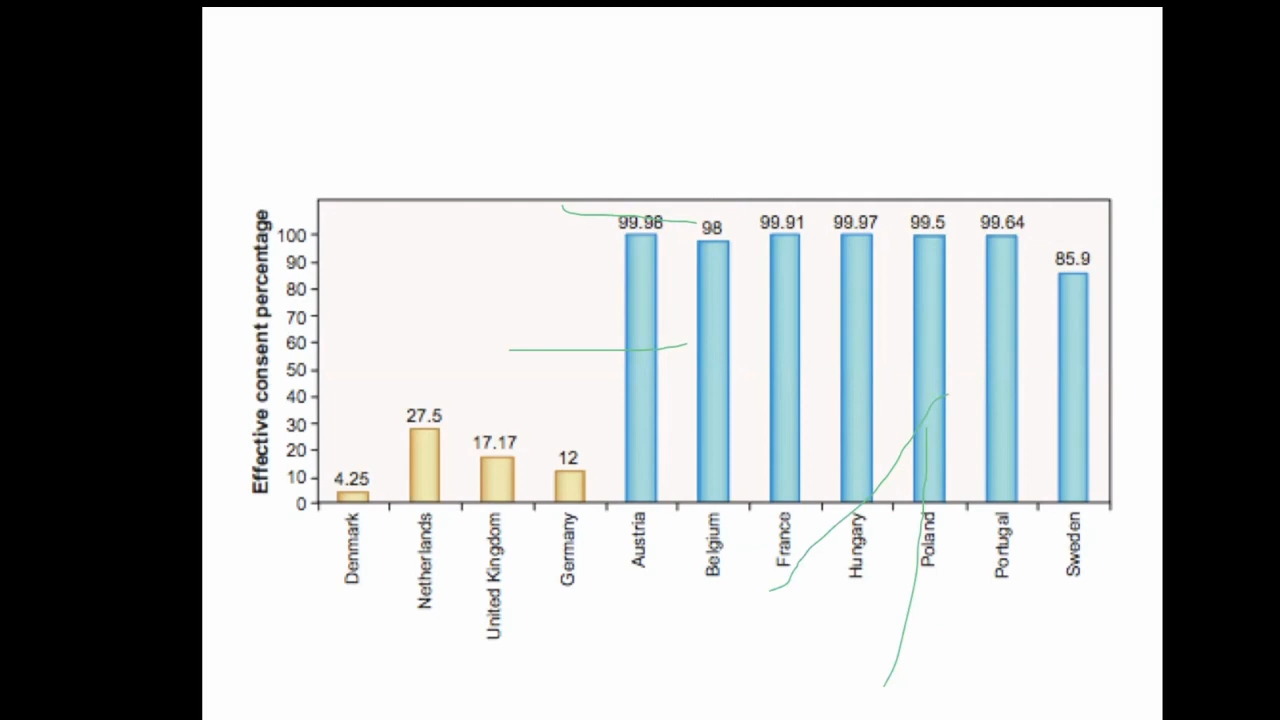 Effective consent percentage
100
90
80
70
60
50
40
30
20
10
0
4.25
27.5
17.17
12
99.98
98
99.91
99.97
99.5
99.64
85.9
Denmark
Netherlands
United Kingdom
Germany
Austria
Belgium
France
Hungary
Poland
Portugal
Sweden